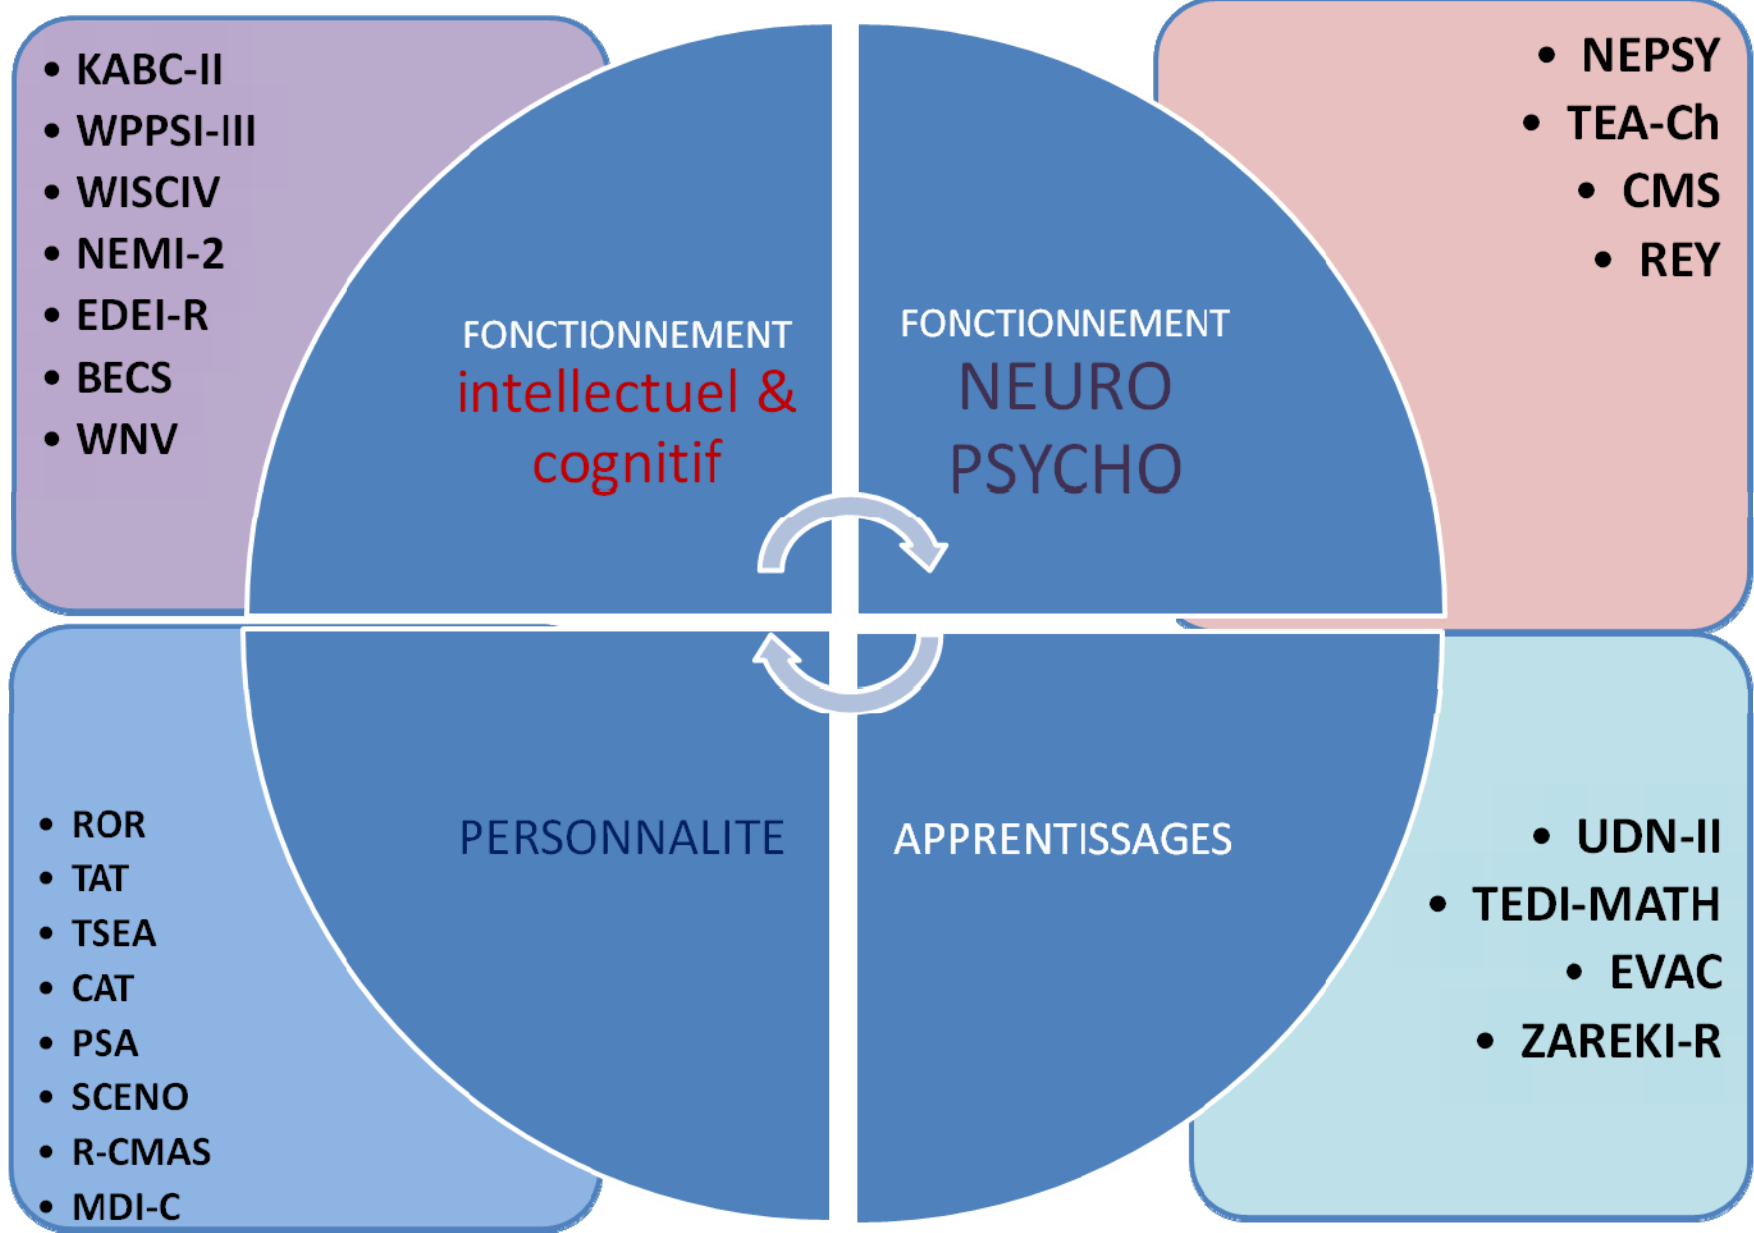 • KABC-II
• WPPSI-III
• WISCIV
• NEMI-2
• EDEI-R
• BECS
• WNV
FONCTIONNEMENT
intellectuel &
cognitif
• NEPSY
• TEA-Ch
• CMS
• REY
FONCTIONNEMENT
NEURO
PSYCHO
• ROR
• TAT
• TSEA
• CAT
• PSA
• SCENO
• R-CMAS
• MDI-C
PERSONNALITE
APPRENTISSAGES
• UDN-II
• TEDI-MATH
• EVAC
• ZAREKI-R